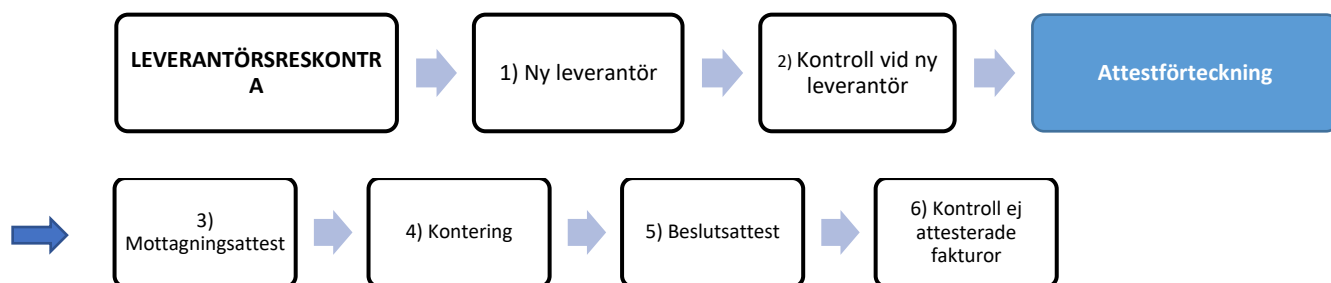 LEVERANTÖRSRESKONTR
A
1) Ny leverantör
2) Kontroll vid ny
leverantör
Attestförteckning
3)
Mottagningsattest
4) Kontering
5) Beslutsattest
6) Kontroll ej
attesterade
fakturor